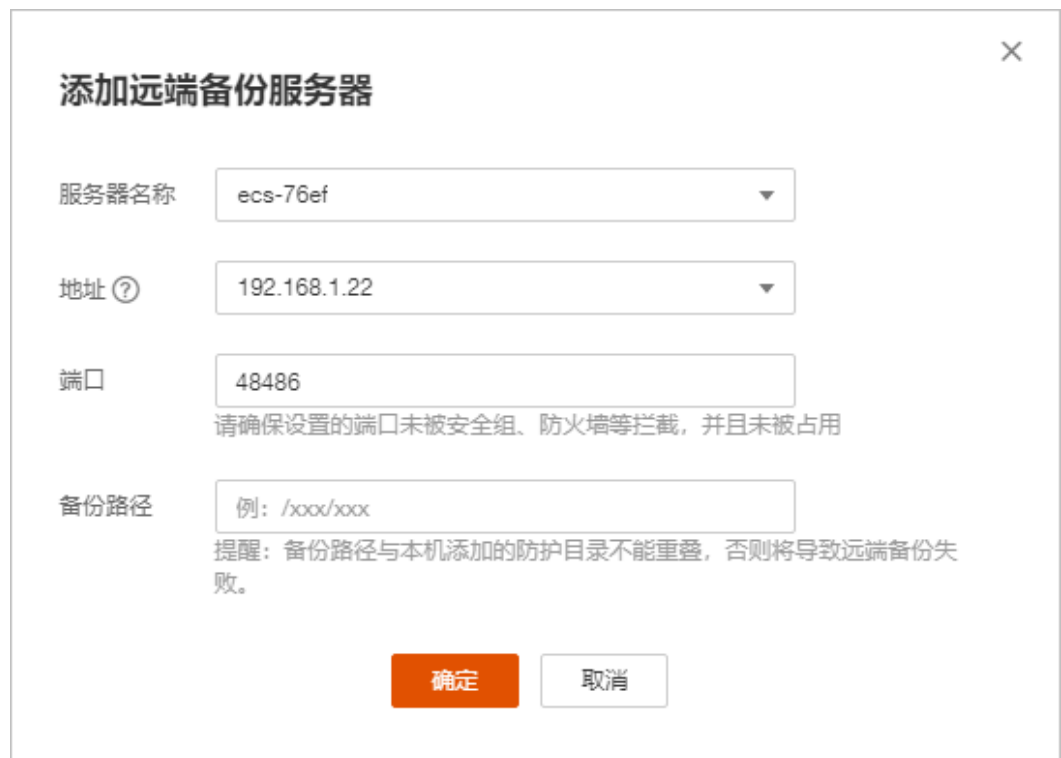 添加远端备份服务器
服务器名称 ecs-76ef
地址 ? 192.168.1.22
端口 48486
请确保设置的端口未被安全组、防火墙等拦截，并且未被占用
备份路径 例：/xxx/xxx
提醒：备份路径与本机添加的防护目录不能重叠，否则将导致远端备份失
败。
确定 取消